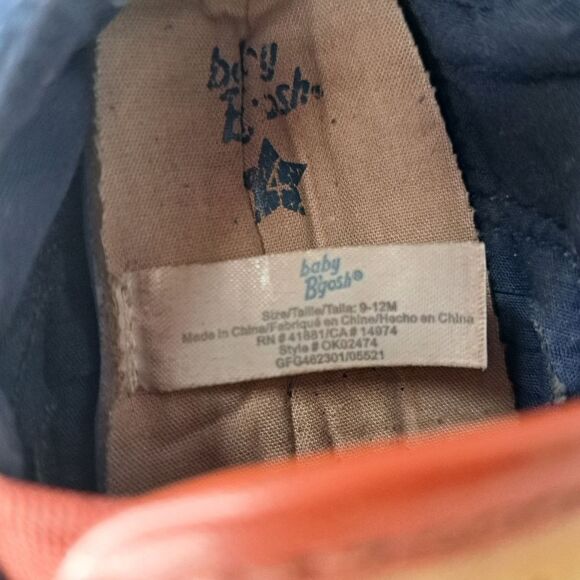 baby
B'gosh®
4
baby
B'gosh®
Size/Taille/Talla: 9-12M
Made in China/Fabriqué en Chine/Hecho en China
RN # 41881/CA# 14974
Style # OK02474
GFG462301/05521